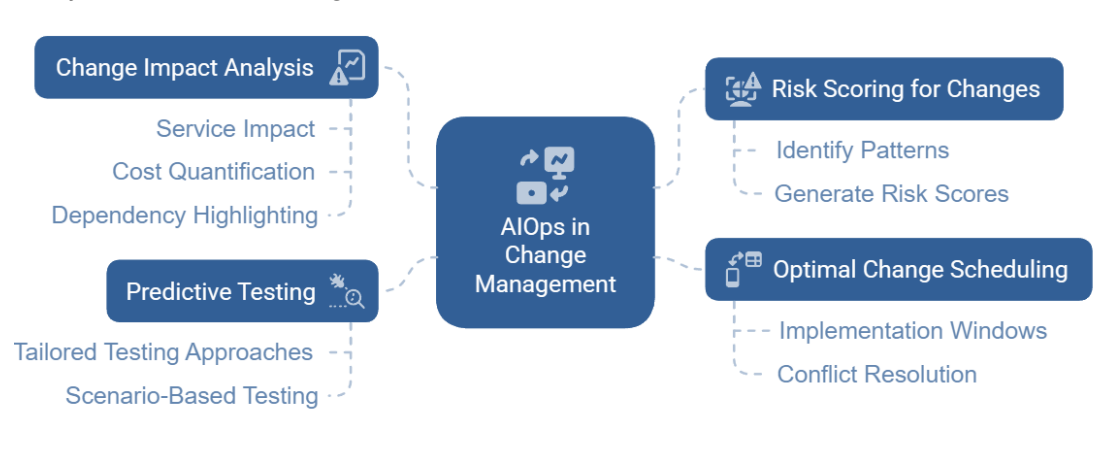 Change Impact Analysis
Service Impact
Cost Quantification
Dependency Highlighting
Predictive Testing
Tailored Testing Approaches
Scenario-Based Testing
AIOps in
Change
Management
Risk Scoring for Changes
Identify Patterns
Generate Risk Scores
Optimal Change Scheduling
Implementation Windows
Conflict Resolution